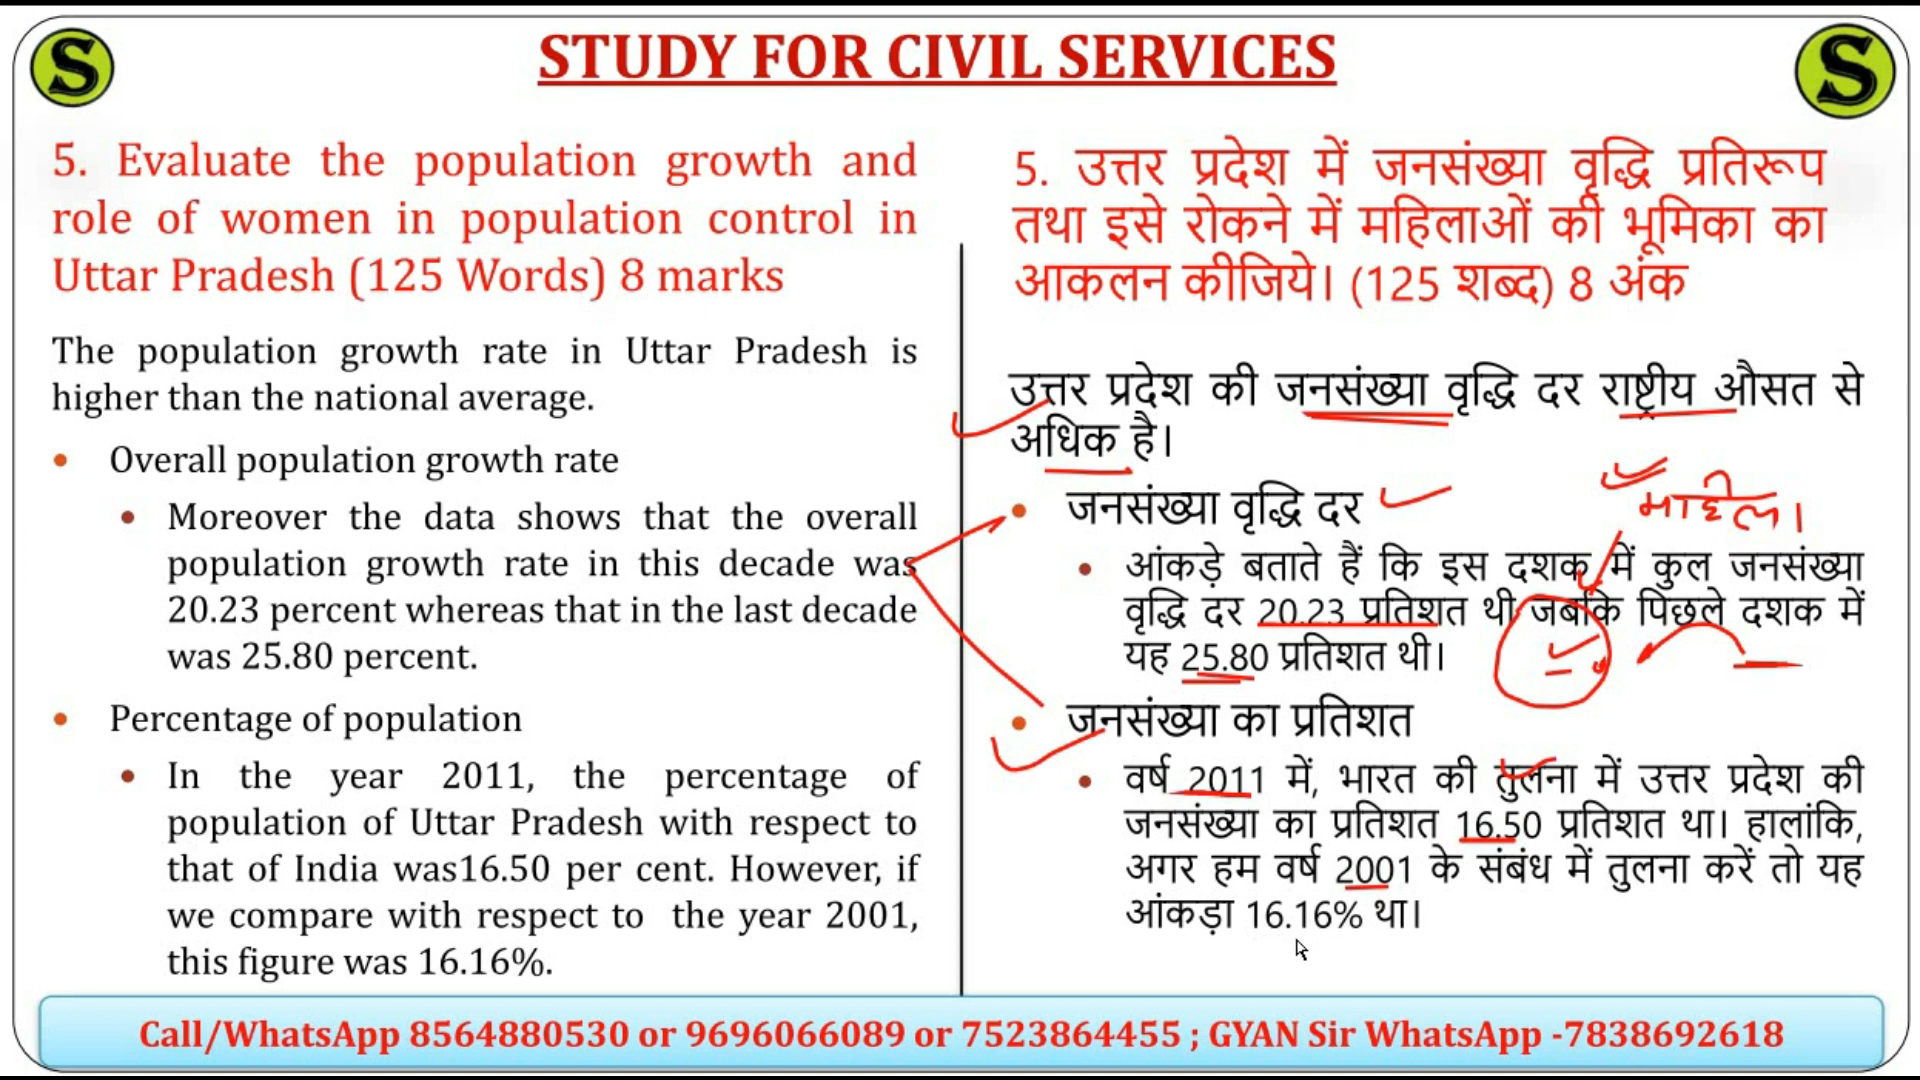 S
STUDY FOR CIVIL SERVICES
S
5. Evaluate the population growth and
role of women in population control in
Uttar Pradesh (125 Words) 8 marks
The population growth rate in Uttar Pradesh is
higher than the national average.
• Overall population growth rate
• Moreover the data shows that the overall
population growth rate in this decade was
20.23 percent whereas that in the last decade
was 25.80 percent.
• Percentage of population
• In the year 2011, the percentage of
population of Uttar Pradesh with respect to
that of India was16.50 per cent. However, if
we compare with respect to the year 2001,
this figure was 16.16%.
5. उत्तर प्रदेश में जनसंख्या वृद्धि प्रतिरूप
तथा इसे रोकने में महिलाओं की भूमिका का
आकलन कीजिये। (125 शब्द) 8 अंक
उत्तर प्रदेश की जनसंख्या वृद्धि दर राष्ट्रीय औसत से
अधिक है।
• जनसंख्या वृद्धि दर
• आंकड़े बताते हैं कि इस दशक में कुल जनसंख्या
वृद्धि दर 20.23 प्रतिशत थी जबकि पिछले दशक में
यह 25.80 प्रतिशत थी।
• जनसंख्या का प्रतिशत
• वर्ष 2011 में, भारत की तुलना में उत्तर प्रदेश की
जनसंख्या का प्रतिशत 16.50 प्रतिशत था। हालांकि,
अगर हम वर्ष 2001 के संबंध में तुलना करें तो यह
आंकड़ा 16.16% था।
Call/WhatsApp 8564880530 or 9696066089 or 7523864455 ; GYAN Sir WhatsApp -7838692618